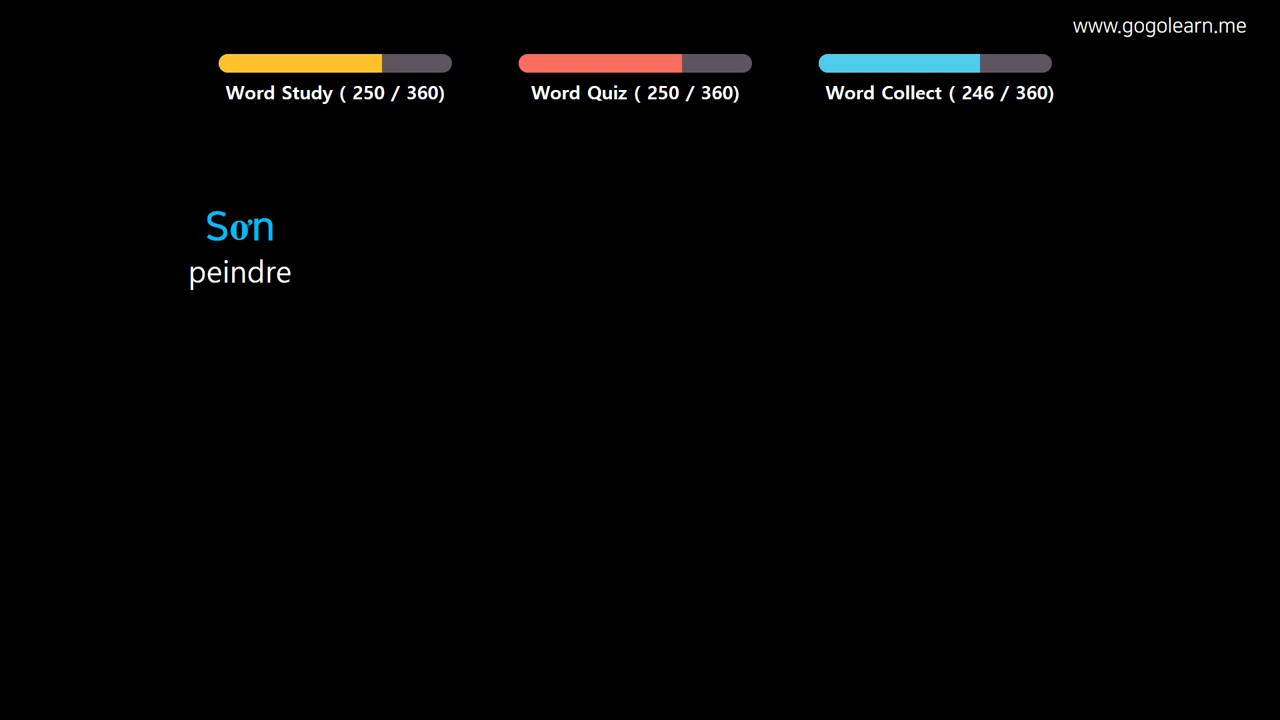 www.gogolearn.me
Word Study ( 250 / 360)
Word Quiz ( 250 / 360)
Word Collect ( 246 / 360)
Sơn
peindre